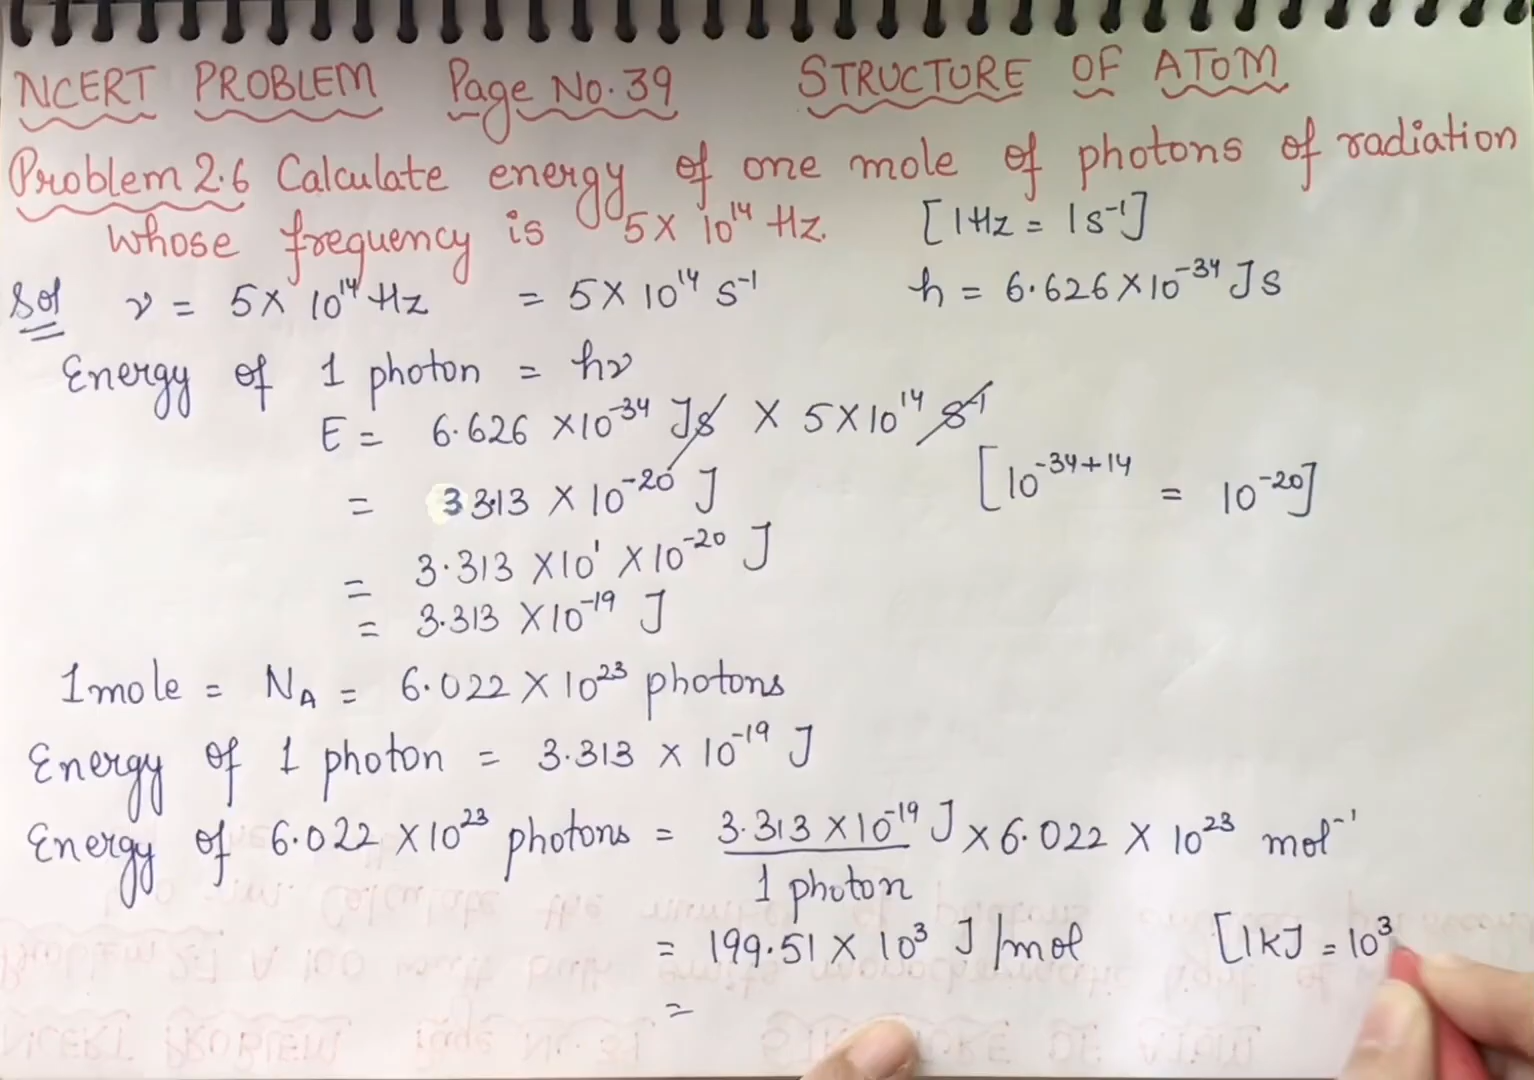 NCERT PROBLEM Page No. 39 STRUCTURE OF ATOM
Problem 2.6 Calculate energy of one mole of photons of radiation
whose frequency is 5 × 10¹⁴ Hz. [1Hz = 1s⁻¹]
Sol ν = 5 × 10¹⁴ Hz = 5 × 10¹⁴ s⁻¹ h = 6.626 × 10⁻³⁴ Js
Energy of 1 photon = hν
E = 6.626 × 10⁻³⁴ Js × 5 × 10¹⁴ s⁻¹
= 33.13 × 10⁻²⁰ J [10⁻³⁴⁺¹⁴ = 10⁻²⁰]
= 3.313 × 10¹ × 10⁻²⁰ J
= 3.313 × 10⁻¹⁹ J
1 mole = N_A = 6.022 × 10²³ photons
Energy of 1 photon = 3.313 × 10⁻¹⁹ J
Energy of 6.022 × 10²³ photons = 3.313 × 10⁻¹⁹ J × 6.022 × 10²³ mol⁻¹
1 photon
= 199.51 × 10³ J/mol [1kJ = 10³
=